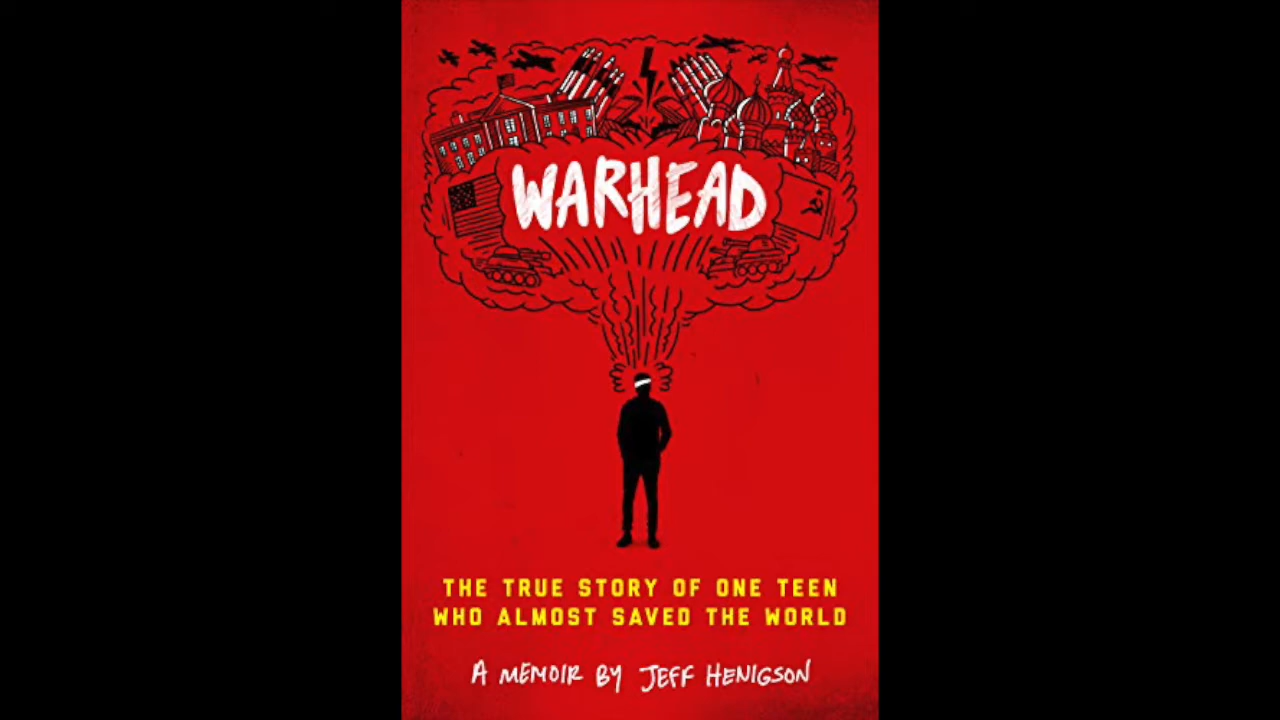 WARHEAD
THE TRUE STORY OF ONE TEEN
WHO ALMOST SAVED THE WORLD
A MEMOIR BY JEFF HENIGSON